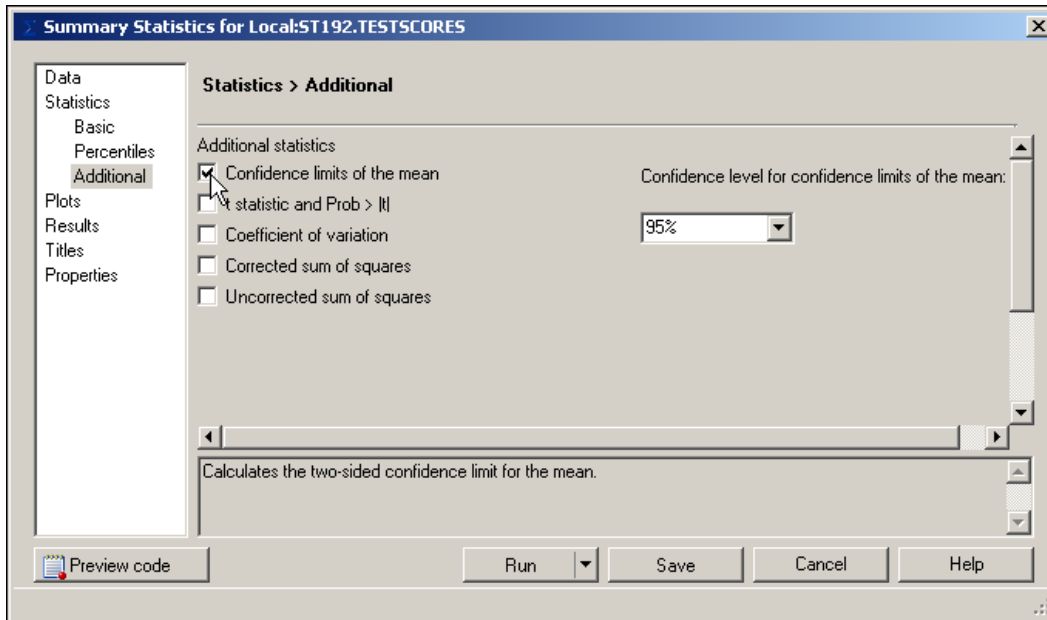 Summary Statistics for Local:ST192.TESTSCORES
Data
Statistics
Basic
Percentiles
Additional
Plots
Results
Titles
Properties
Statistics > Additional
Additional statistics
Confidence limits of the mean
t statistic and Prob > |t|
Coefficient of variation
Corrected sum of squares
Uncorrected sum of squares
Confidence level for confidence limits of the mean:
95%
Calculates the two-sided confidence limit for the mean.
Preview code
Run
Save
Cancel
Help